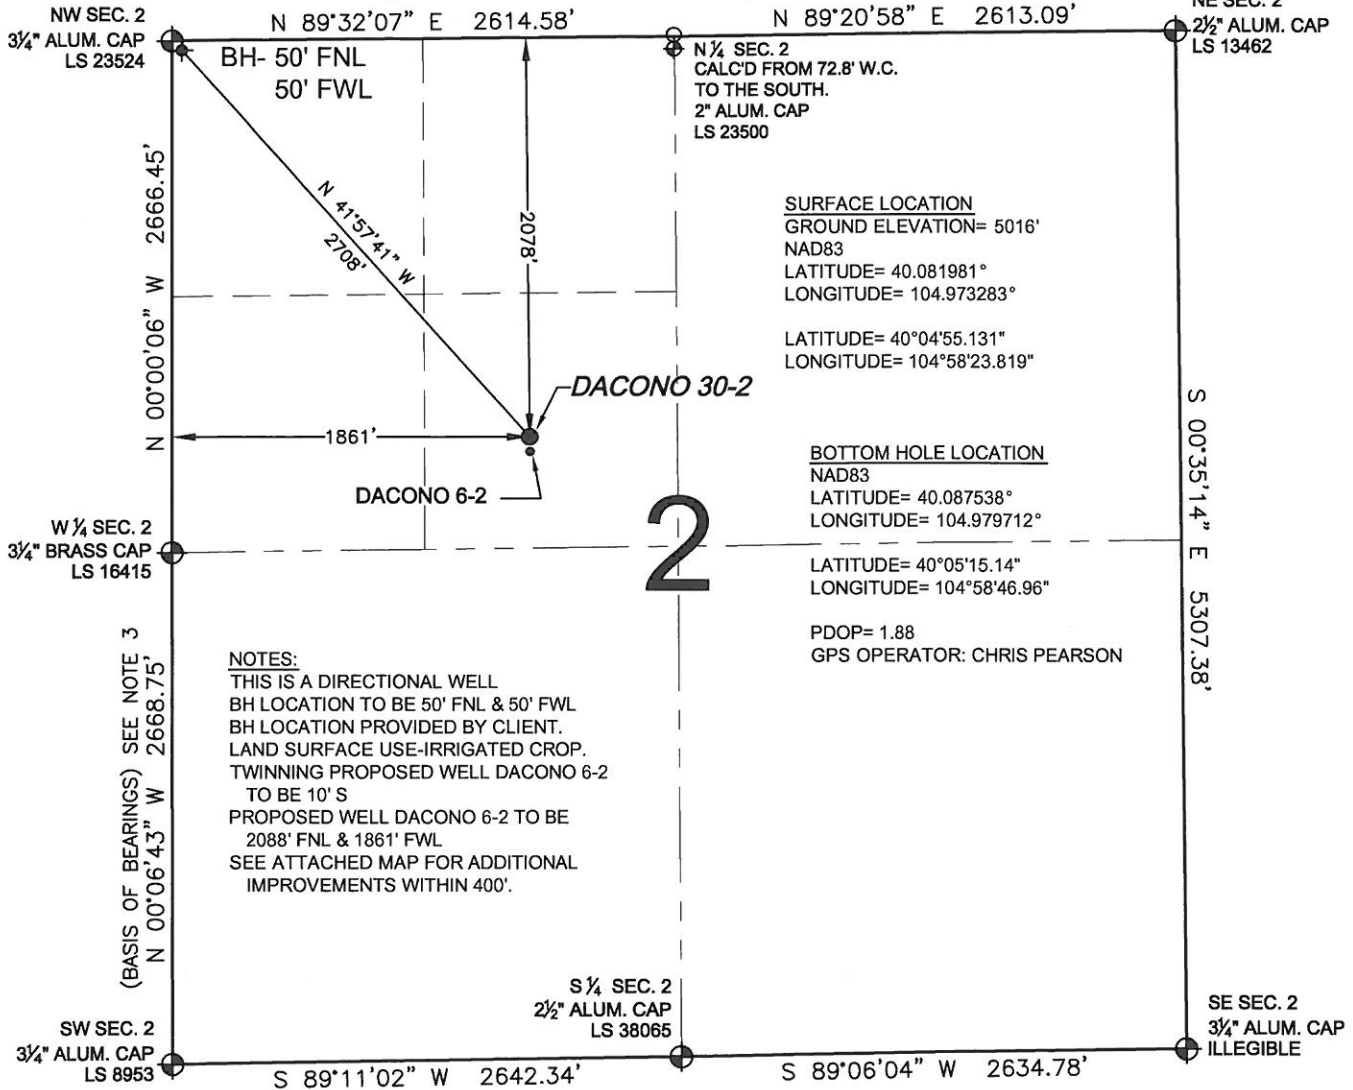 NW SEC. 2
3¼" ALUM. CAP
LS 23524
N 89°32'07" E 2614.58'
N 89°20'58" E 2613.09'
NE SEC. 2
2½" ALUM. CAP
LS 13462
BH- 50' FNL
50' FWL
N ¼ SEC. 2
CALC'D FROM 72.8' W.C.
TO THE SOUTH.
2" ALUM. CAP
LS 23500
N 00°00'06" W 2666.45'
N 41°57'41" W
2708'
2078'
SURFACE LOCATION
GROUND ELEVATION= 5016'
NAD83
LATITUDE= 40.081981°
LONGITUDE= 104.973283°
LATITUDE= 40°04'55.131"
LONGITUDE= 104°58'23.819"
DACONO 30-2
1861'
DACONO 6-2
S 00°35'14" E 5307.38'
BOTTOM HOLE LOCATION
NAD83
LATITUDE= 40.087538°
LONGITUDE= 104.979712°
LATITUDE= 40°05'15.14"
LONGITUDE= 104°58'46.96"
PDOP= 1.88
GPS OPERATOR: CHRIS PEARSON
2
W ¼ SEC. 2
3¼" BRASS CAP
LS 16415
(BASIS OF BEARINGS) SEE NOTE 3
N 00°06'43" W 2668.75'
NOTES:
THIS IS A DIRECTIONAL WELL
BH LOCATION TO BE 50' FNL & 50' FWL
BH LOCATION PROVIDED BY CLIENT.
LAND SURFACE USE-IRRIGATED CROP.
TWINNING PROPOSED WELL DACONO 6-2
TO BE 10' S
PROPOSED WELL DACONO 6-2 TO BE
2088' FNL & 1861' FWL
SEE ATTACHED MAP FOR ADDITIONAL
IMPROVEMENTS WITHIN 400'.
SW SEC. 2
3¼" ALUM. CAP
LS 8953
S 89°11'02" W 2642.34'
S ¼ SEC. 2
2½" ALUM. CAP
LS 38065
S 89°06'04" W 2634.78'
SE SEC. 2
3¼" ALUM. CAP
ILLEGIBLE